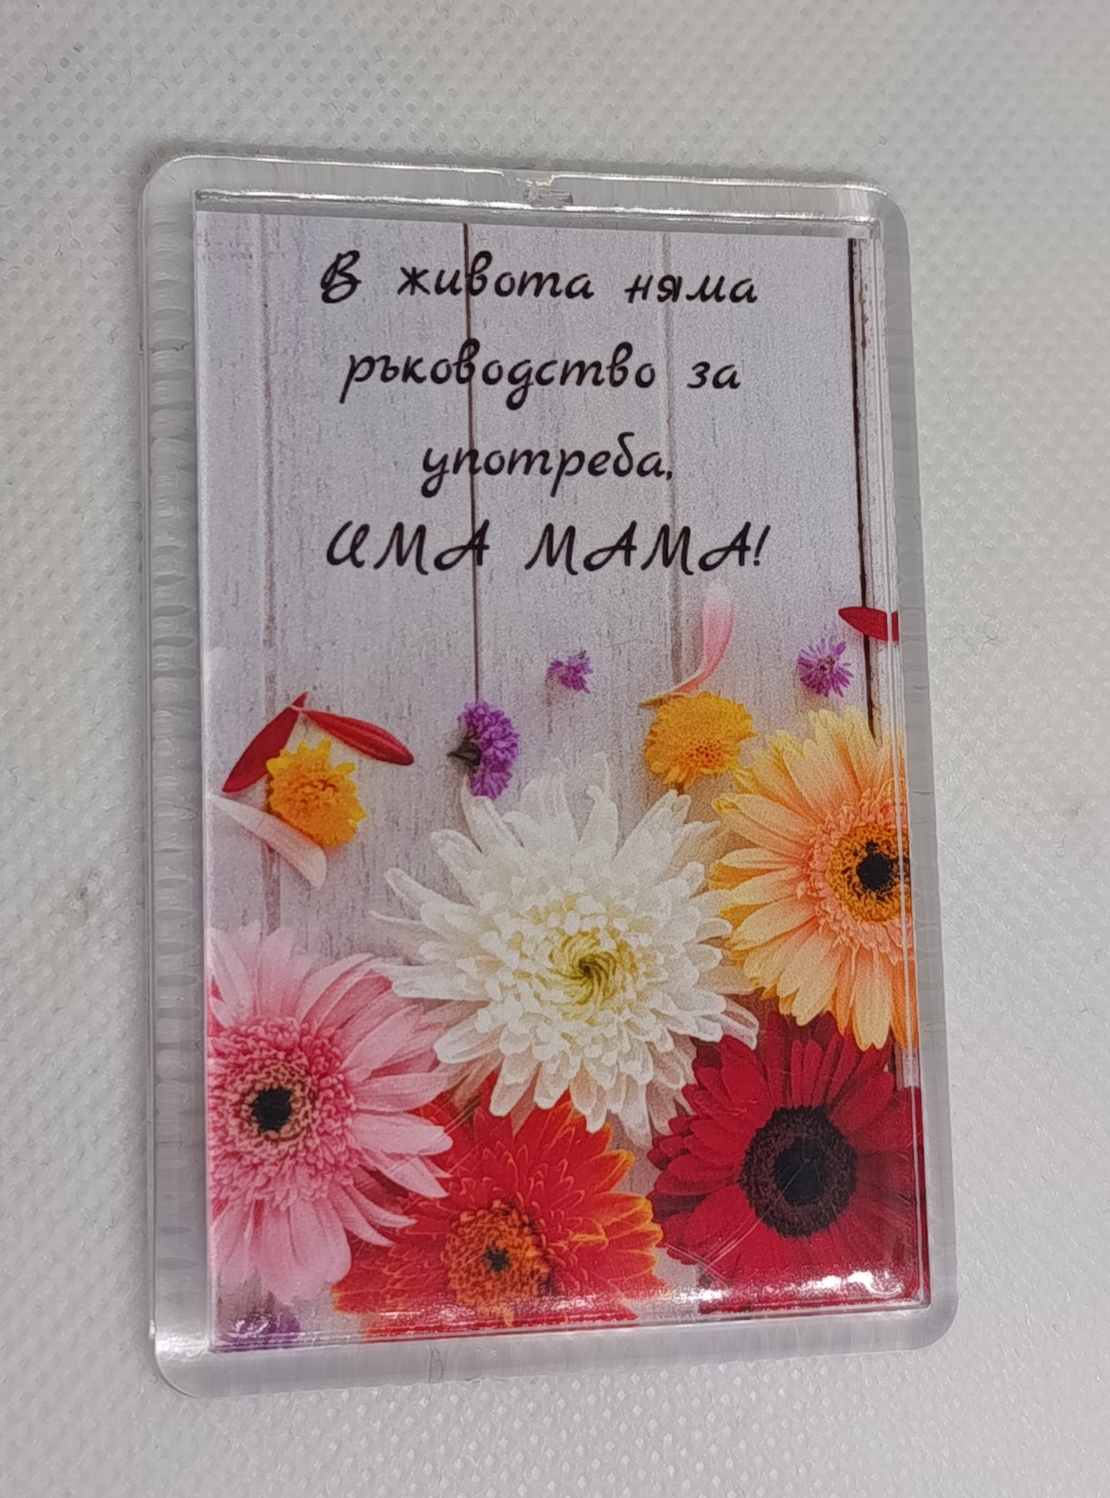 В живота няма
ръководство за
употреба,
ИМА МАМА!